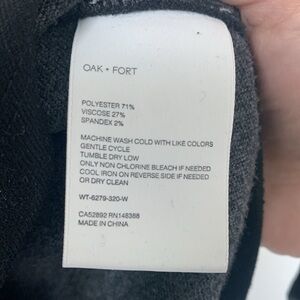 OAK + FORT
POLYESTER 71%
VISCOSE 27%
SPANDEX 2%
MACHINE WASH COLD WITH LIKE COLORS
GENTLE CYCLE
TUMBLE DRY LOW
ONLY NON CHLORINE BLEACH IF NEEDED
COOL IRON ON REVERSE SIDE IF NEEDED
OR DRY CLEAN
WT-6279-320-W
CA52892 RN148388
MADE IN CHINA